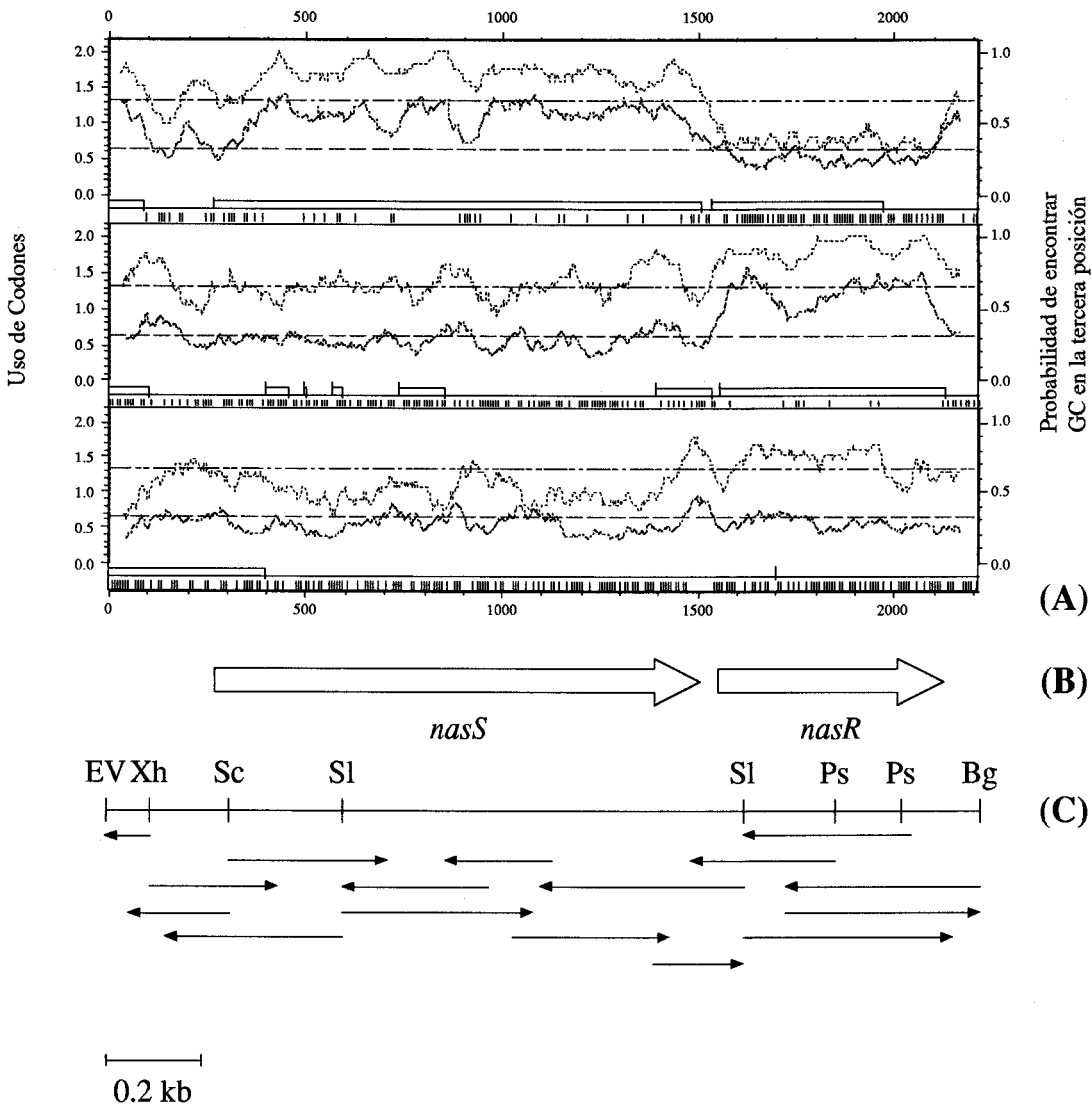 0 500 1000 1500 2000
2.0 1.5 1.0 0.5 0.0
1.0 0.5 0.0
2.0 1.5 1.0 0.5 0.0
1.0 0.5 0.0
2.0 1.5 1.0 0.5 0.0
1.0 0.5 0.0
0 500 1000 1500 2000
Uso de Codones
Probabilidad de encontrar
GC en la tercera posición
(A)
(B)
nasS nasR
EV Xh Sc Sl Sl Ps Ps Bg
(C)
0.2 kb